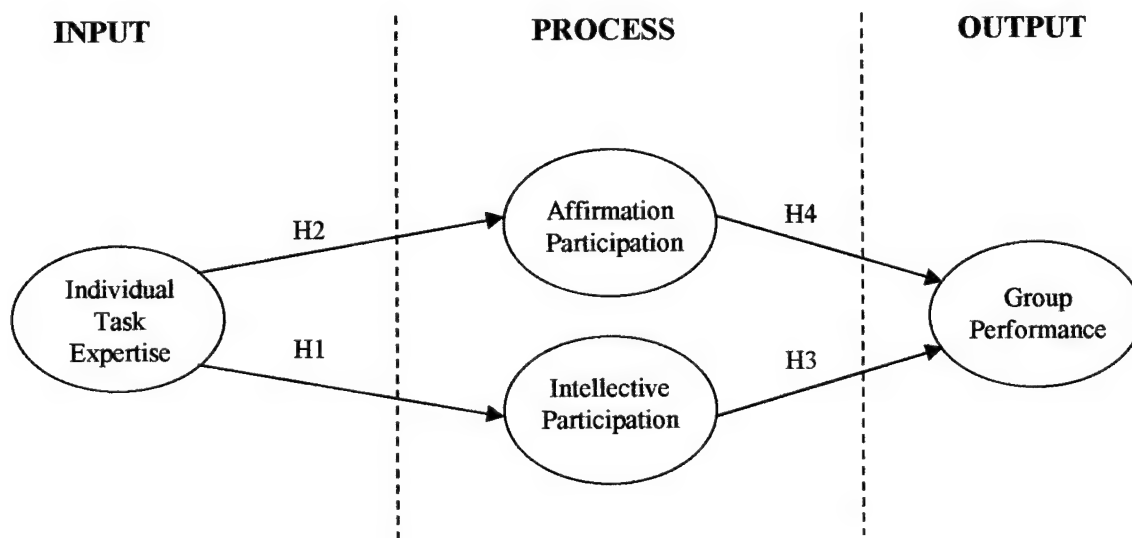 INPUT
PROCESS
OUTPUT
H2
Affirmation
Participation
H4
Individual
Task
Expertise
Group
Performance
H1
Intellective
Participation
H3